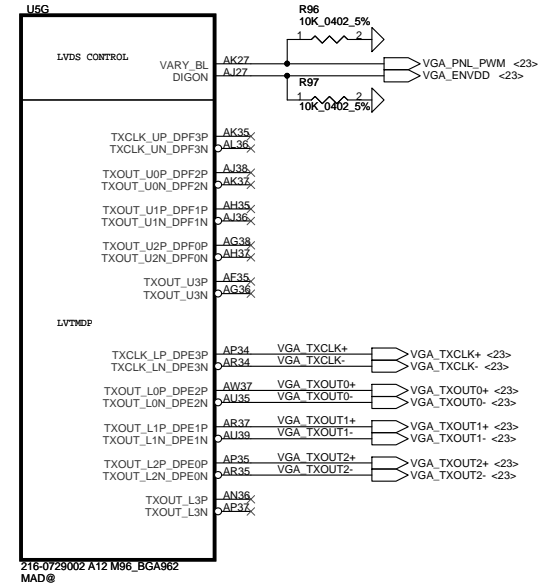 U5G
R96
10K_0402_5%
1 2
LVDS CONTROL
VARY_BL AK27 VGA_PNL_PWM <23>
DIGON AJ27 VGA_ENVDD <23>
R97
1 2
10K_0402_5%
TXCLK_UP_DPF3P AK35
TXCLK_UN_DPF3N AL36
TXOUT_U0P_DPF2P AJ38
TXOUT_U0N_DPF2N AK37
TXOUT_U1P_DPF1P AH35
TXOUT_U1N_DPF1N AJ36
TXOUT_U2P_DPF0P AG38
TXOUT_U2N_DPF0N AH37
TXOUT_U3P AF35
TXOUT_U3N AG36
LVTMDP
TXCLK_LP_DPE3P AP34 VGA_TXCLK+ VGA_TXCLK+ <23>
TXCLK_LN_DPE3N AR34 VGA_TXCLK- VGA_TXCLK- <23>
TXOUT_L0P_DPE2P AW37 VGA_TXOUT0+ VGA_TXOUT0+ <23>
TXOUT_L0N_DPE2N AU35 VGA_TXOUT0- VGA_TXOUT0- <23>
TXOUT_L1P_DPE1P AR37 VGA_TXOUT1+ VGA_TXOUT1+ <23>
TXOUT_L1N_DPE1N AU39 VGA_TXOUT1- VGA_TXOUT1- <23>
TXOUT_L2P_DPE0P AP35 VGA_TXOUT2+ VGA_TXOUT2+ <23>
TXOUT_L2N_DPE0N AR35 VGA_TXOUT2- VGA_TXOUT2- <23>
TXOUT_L3P AN36
TXOUT_L3N AP37
216-0729002 A12 M96_BGA962
MAD@